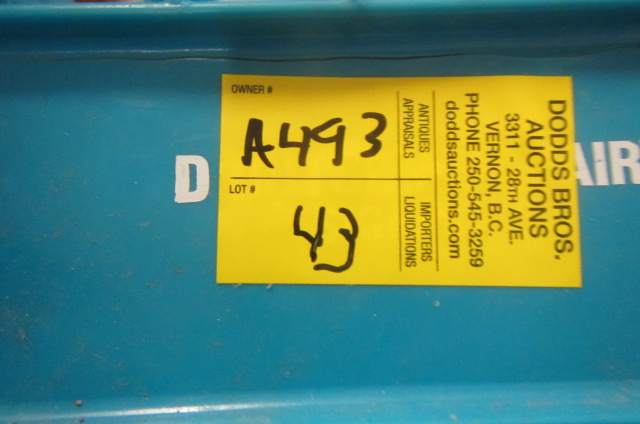 OWNER #
A493
LOT #
43
ANTIQUES
APPRAISALS
IMPORTERS
LIQUIDATIONS
DODDS BROS.
AUCTIONS
3311 - 28TH AVE.
VERNON, B.C.
PHONE 250-545-3259
doddsauctions.com
D
AIR